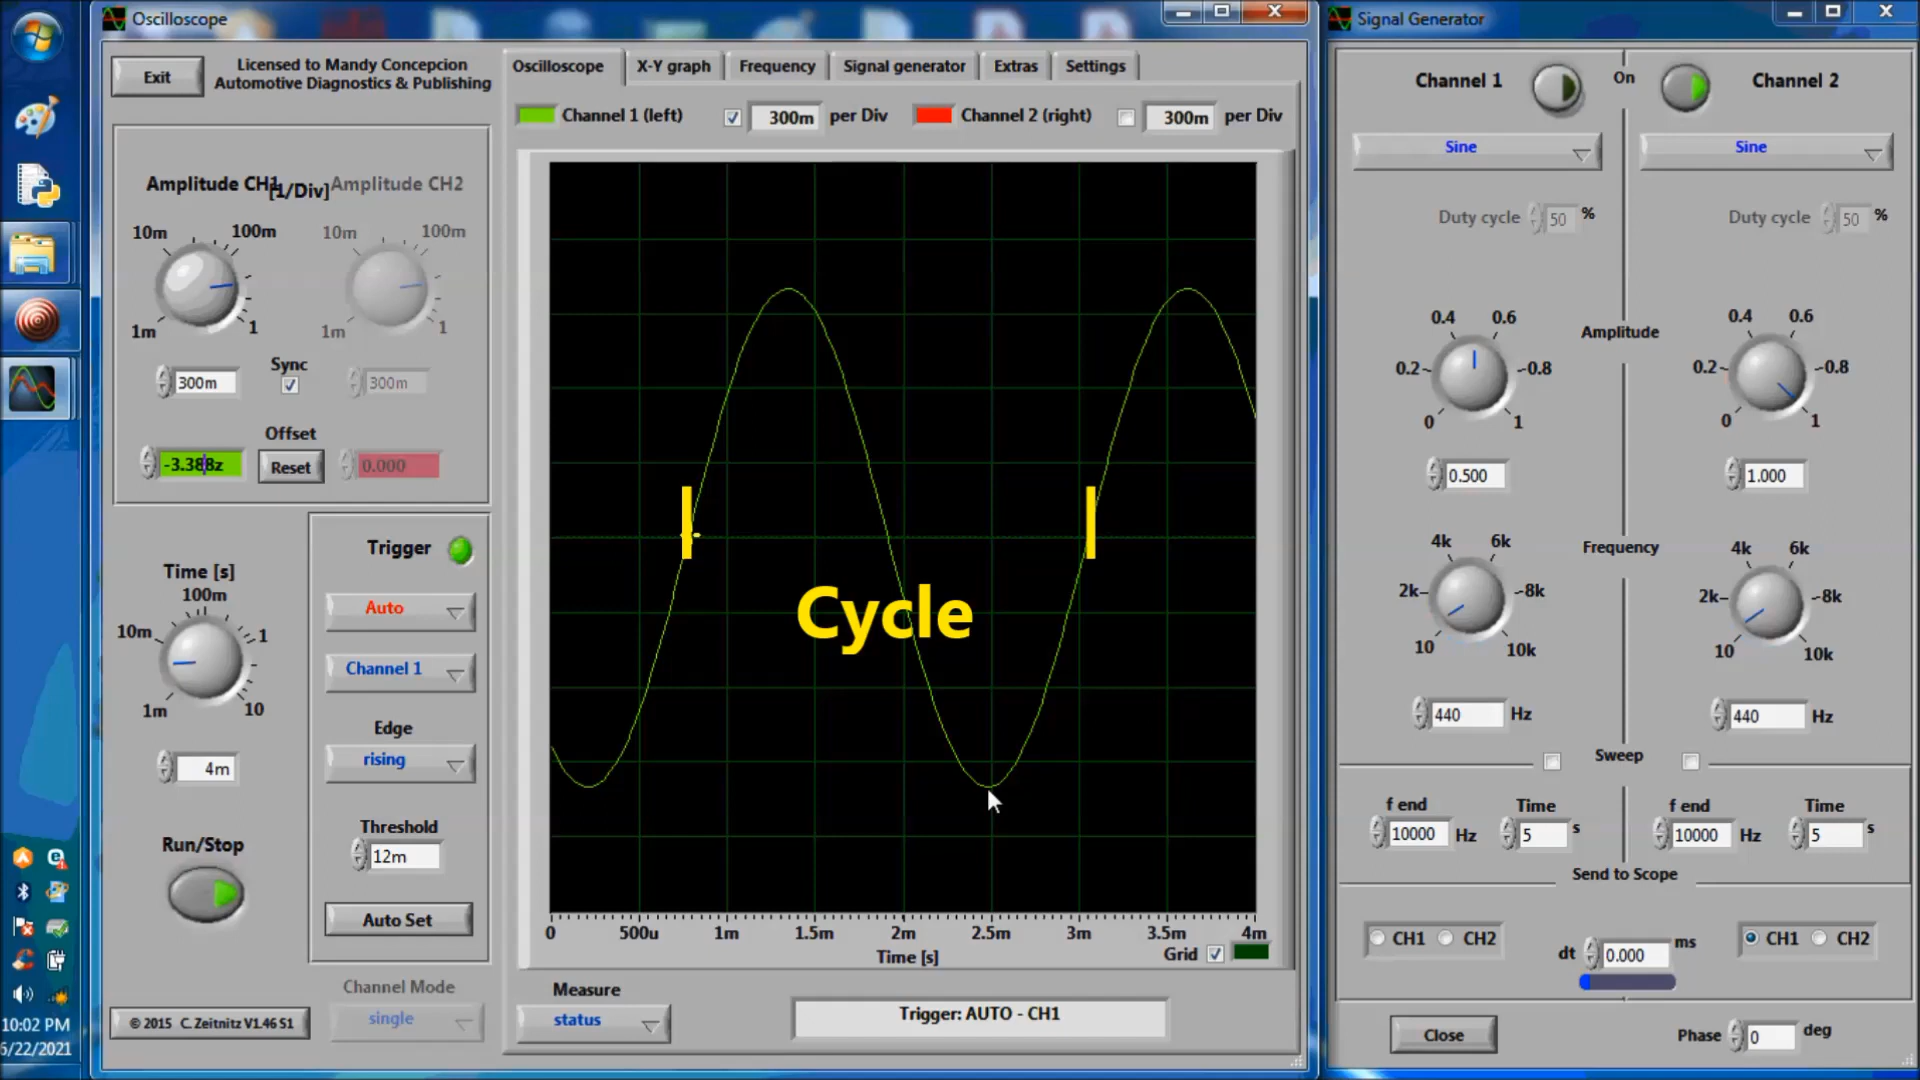 Oscilloscope
Exit
Licensed to Mandy Concepcion
Automotive Diagnostics & Publishing
Oscilloscope
X-Y graph
Frequency
Signal generator
Extras
Settings
Channel 1 (left)
300m
per Div
Channel 2 (right)
300m
per Div
Amplitude CH1
[1/Div]
Amplitude CH2
10m
100m
1m
1
10m
100m
1m
1
300m
Sync
300m
Offset
-3.388z
Reset
0.000
Time [s]
100m
10m
1
1m
10
4m
Run/Stop
Trigger
Auto
Channel 1
Edge
rising
Threshold
12m
Auto Set
Channel Mode
single
© 2015 C. Zeitnitz V1.46 S1
Cycle
0
500u
1m
1.5m
2m
2.5m
3m
3.5m
4m
Time [s]
Grid
Measure
status
Trigger: AUTO - CH1
Signal Generator
Channel 1
On
Channel 2
Sine
Sine
Duty cycle
50
%
Duty cycle
50
%
0.4
0.6
0.2
-0.8
0
1
Amplitude
0.4
0.6
0.2
-0.8
0
1
0.500
1.000
4k
6k
2k
-8k
10
10k
Frequency
4k
6k
2k
-8k
10
10k
440
Hz
440
Hz
Sweep
f end
Time
10000
Hz
5
s
f end
Time
10000
Hz
5
s
Send to Scope
CH1
CH2
dt
0.000
ms
CH1
CH2
Close
Phase
0
deg
10:02 PM
6/22/2021